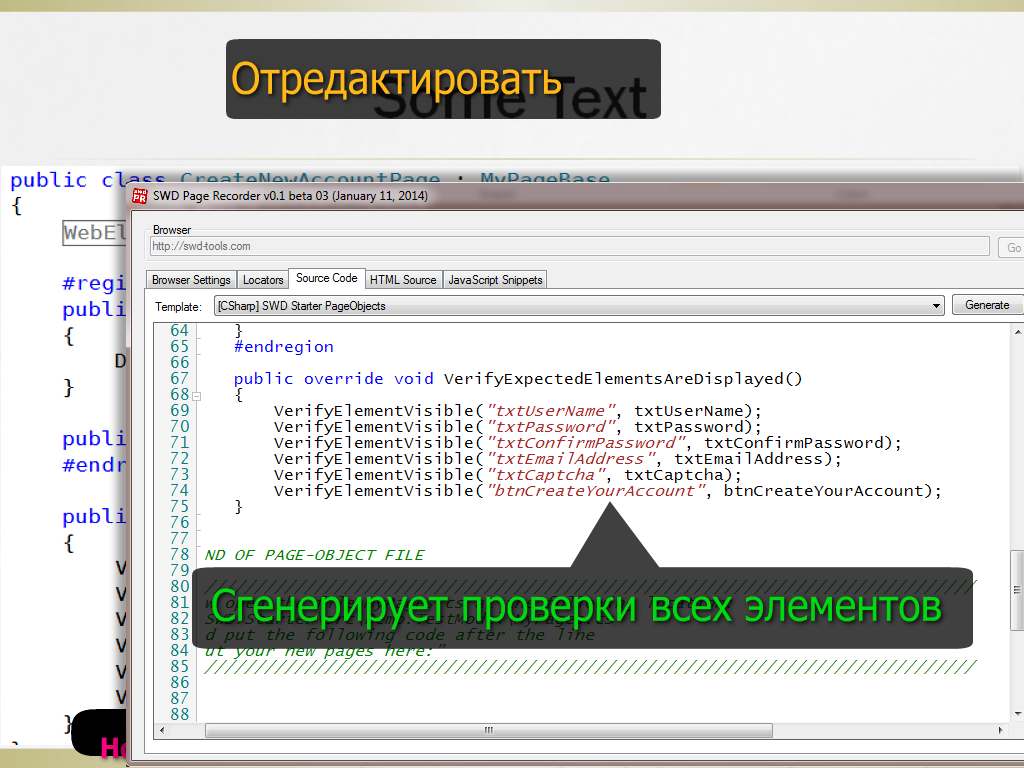 Отредактировать
Some Text
public class CreateNewAccountPage : MyPageBase
{
SWD Page Recorder v0.1 beta 03 (January 11, 2014)
Browser
http://swd-tools.com
Go
Browser Settings Locators Source Code HTML Source JavaScript Snippets
Template: [CSharp] SWD Starter PageObjects Generate
64 }
65 #endregion
66
67 public override void VerifyExpectedElementsAreDisplayed()
68 {
69 VerifyElementVisible("txtUserName", txtUserName);
70 VerifyElementVisible("txtPassword", txtPassword);
71 VerifyElementVisible("txtConfirmPassword", txtConfirmPassword);
72 VerifyElementVisible("txtEmailAddress", txtEmailAddress);
73 VerifyElementVisible("txtCaptcha", txtCaptcha);
74 VerifyElementVisible("btnCreateYourAccount", btnCreateYourAccount);
75 }
76
77
78 ND OF PAGE-OBJECT FILE
79
80 /////////////////////////////////////////////////////////////////////////////
81
Сгенерирует проверки всех элементов
82
83 d put the following code after the line
84 ut your new pages here:"
85 /////////////////////////////////////////////////////////////////////////////
86
87
88
WebEl
#regi
publi
{
D
}
publi
#endr
publi
{
V
V
V
V
V
V
}
Не